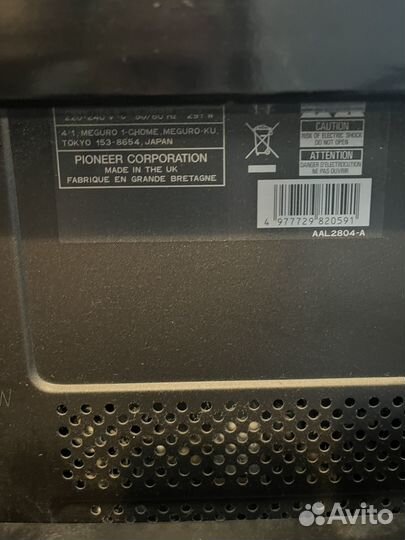 220-240 V~ 50/60 Hz 291 W
4-1, MEGURO 1-CHOME, MEGURO-KU,
TOKYO 153-8654, JAPAN
PIONEER CORPORATION
MADE IN THE UK
FABRIQUE EN GRANDE BRETAGNE
CAUTION
RISK OF ELECTRIC SHOCK
DO NOT OPEN
ATTENTION
DANGER D'ELECTROCUTION
NE PAS OUVRIR
4 977729 820591
AAL2804-A
N
Avito